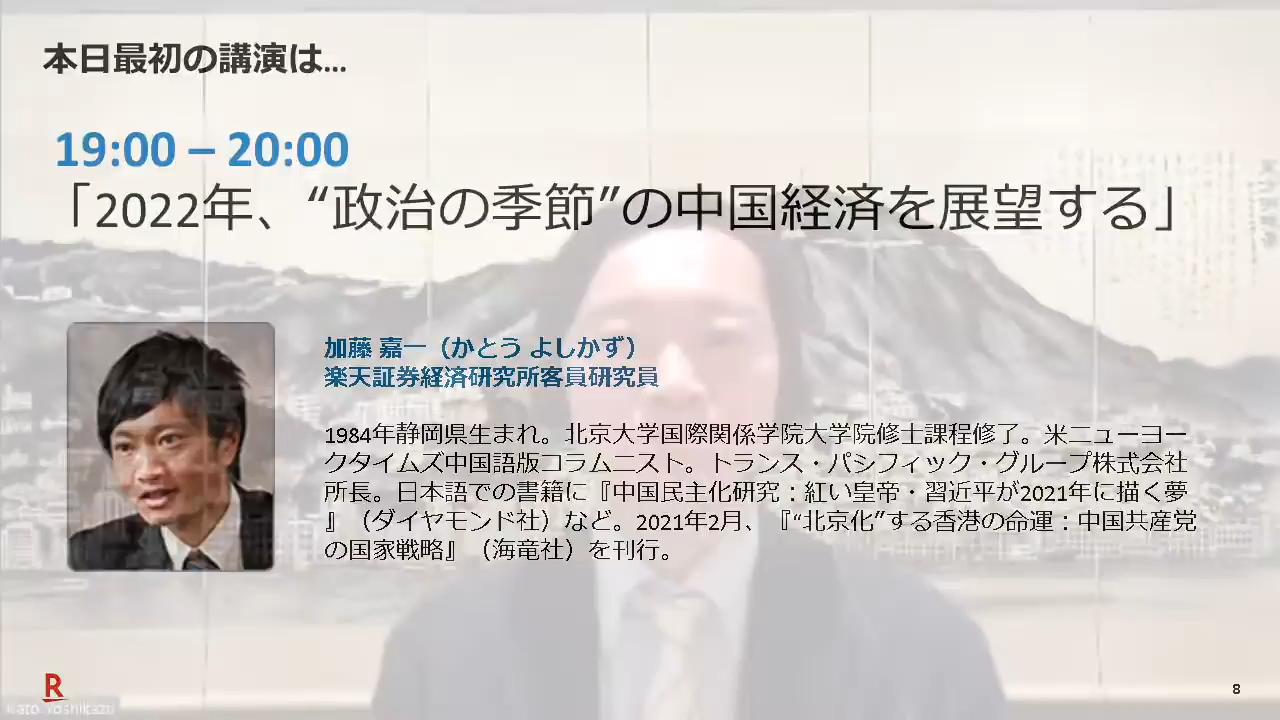 本日最初の講演は...
19:00 – 20:00
「2022年、“政治の季節”の中国経済を展望する」
加藤 嘉一（かとう よしかず）
楽天証券経済研究所客員研究員
1984年静岡県生まれ。北京大学国際関係学院大学院修士課程修了。米ニューヨー
クタイムズ中国語版コラムニスト。トランス・パシフィック・グループ株式会社
所長。日本語での書籍に『中国民主化研究：紅い皇帝・習近平が2021年に描く夢
』（ダイヤモンド社）など。2021年2月、『“北京化”する香港の命運：中国共産党
の国家戦略』（海竜社）を刊行。
R
Kato Yoshikazu
8